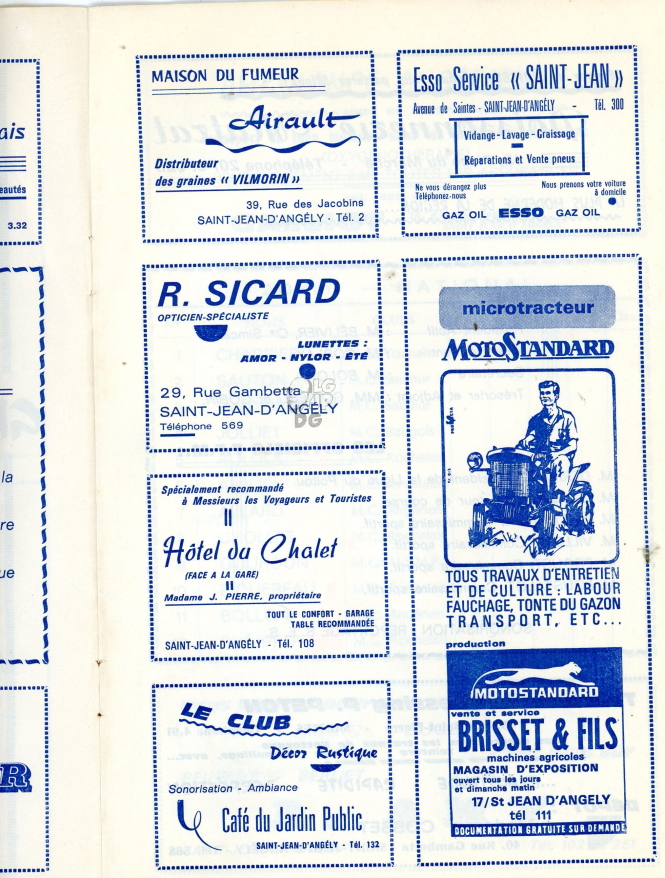 ais
eautés
3.32
la
re
ue
R
MAISON DU FUMEUR
Airault
Distributeur
des graines « VILMORIN »
39, Rue des Jacobins
SAINT-JEAN-D'ANGÉLY - Tél. 2
Esso Service « SAINT-JEAN »
Avenue de Saintes - SAINT-JEAN-D'ANGÉLY - Tél. 300
Vidange - Lavage - Graissage
Réparations et Vente pneus
Ne vous dérangez plus
Téléphonez-nous
Nous prenons votre voiture
à domicile
GAZ OIL ESSO GAZ OIL
R. SICARD
OPTICIEN-SPÉCIALISTE
LUNETTES :
AMOR - NYLOR - ÉTÉ
29, Rue Gambetta
SAINT-JEAN-D'ANGÉLY
Téléphone 569
Spécialement recommandé
à Messieurs les Voyageurs et Touristes
Hôtel du Chalet
(FACE A LA GARE)
Madame J. PIERRE, propriétaire
TOUT LE CONFORT - GARAGE
TABLE RECOMMANDÉE
SAINT-JEAN-D'ANGÉLY - Tél. 108
LE CLUB
Décor Rustique
Sonorisation - Ambiance
Café du Jardin Public
SAINT-JEAN-D'ANGÉLY - Tél. 132
microtracteur
MOTOSTANDARD
TOUS TRAVAUX D'ENTRETIEN
ET DE CULTURE : LABOUR
FAUCHAGE, TONTE DU GAZON
TRANSPORT, ETC...
production
MOTOSTANDARD
vente et service
BRISSET & FILS
machines agricoles
MAGASIN D'EXPOSITION
ouvert tous les jours
et dimanche matin
17/St JEAN D'ANGELY
tél 111
DOCUMENTATION GRATUITE SUR DEMANDE